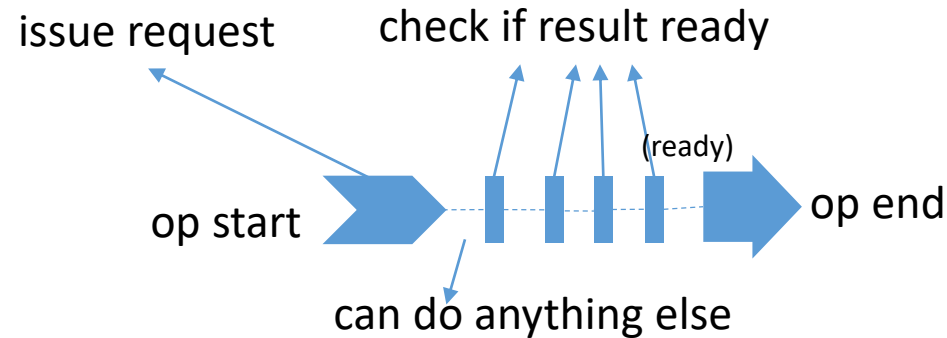 issue request
check if result ready
(ready)
op start
op end
can do anything else